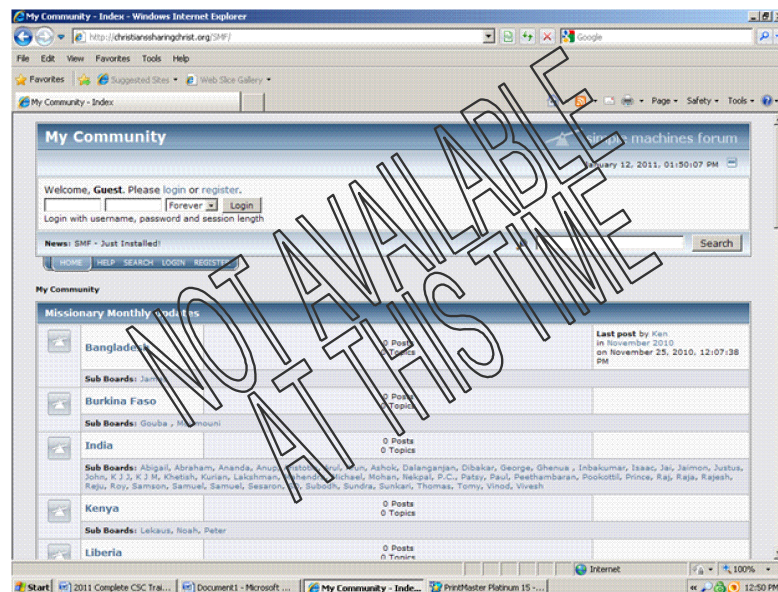 My Community - Index - Windows Internet Explorer
http://christianssharingchrist.org/SMF/
Google
File Edit View Favorites Tools Help
Favorites Suggested Sites Web Slice Gallery
My Community - Index
Page Safety Tools
My Community
simple machines forum
January 12, 2011, 01:50:07 PM
Welcome, Guest. Please login or register.
Forever Login
Login with username, password and session length
News: SMF - Just Installed!
Search
HOME HELP SEARCH LOGIN REGISTER
My Community
NOT AVAILABLE
AT THIS TIME
Missionary Monthly Updates
Bangladesh
0 Posts
0 Topics
Last post by Ken
in November 2010
on November 25, 2010, 12:07:38
PM
Sub Boards: James
Burkina Faso
0 Posts
0 Topics
Sub Boards: Gouba ,
India
0 Posts
0 Topics
Sub Boards: Abigail, Abraham, Ananda, Anup, Ashok, Dalanganjan, Dibakar, George, Ghenus , Inbakumar, Isaac, Jai, Jaimon, Justus,
John, K J J, K J M, Khetish, Kurian, Lakshman, Mahendra, Michael, Mohan, Nekpal, P.C., Patsy, Paul, Peethambaran, Pookottil, Prince, Raj, Raja, Rajesh,
Reju, Roy, Samson, Samuel, Samuel, Sesaron, Subodh, Sundra, Sunkari, Thomas, Tomy, Vinod, Vivesh
Kenya
0 Posts
0 Topics
Sub Boards: Lekaus, Noah, Peter
Liberia
0 Posts
0 Topics
Internet 100%
Start 2011 Complete CSC Trai... Document1 - Microsoft ... My Community - Inde... PrintMaster Platinum 15 -... 12:50 PM